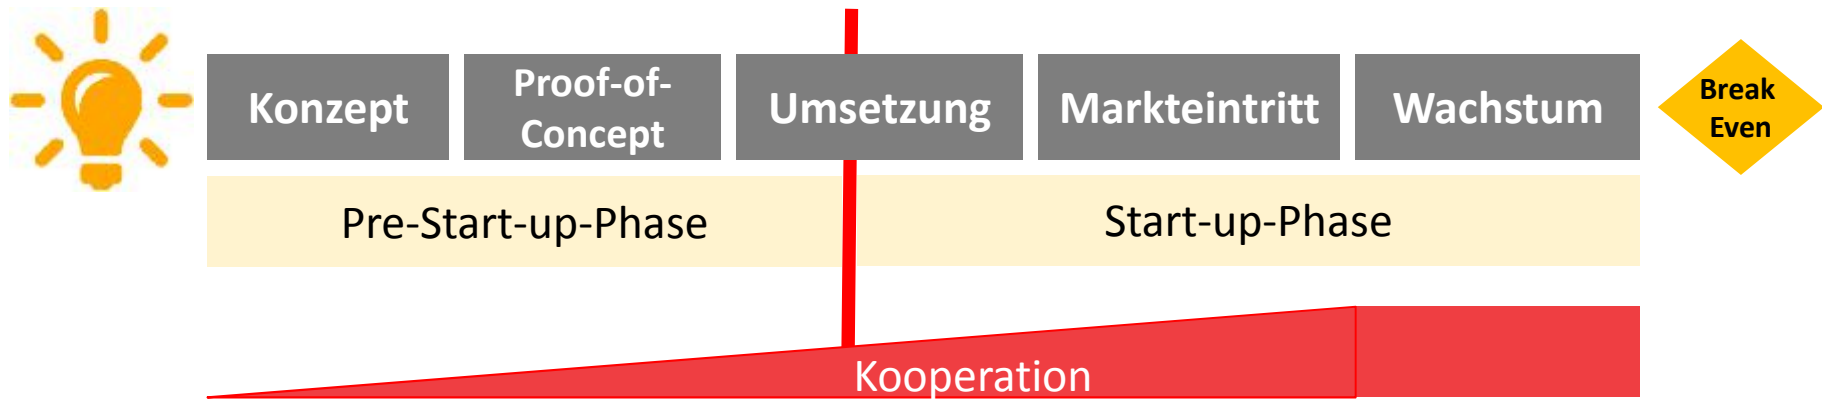 Konzept
Proof-of-
Concept
Umsetzung
Markteintritt
Wachstum
Break
Even
Pre-Start-up-Phase
Start-up-Phase
Kooperation